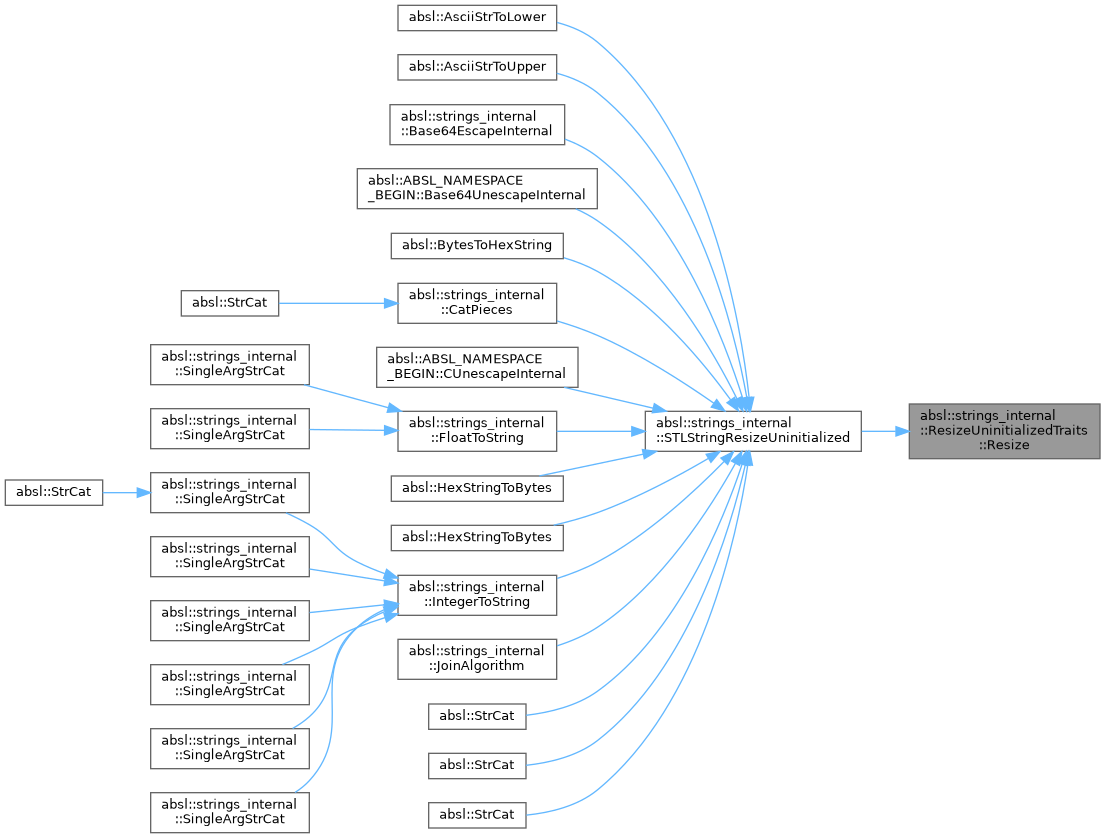 absl::AsciiStrToLower
absl::AsciiStrToUpper
absl::strings_internal
::Base64EscapeInternal
absl::ABSL_NAMESPACE
_BEGIN::Base64UnescapeInternal
absl::BytesToHexString
absl::StrCat
absl::strings_internal
::CatPieces
absl::strings_internal
::SingleArgStrCat
absl::ABSL_NAMESPACE
_BEGIN::CUnescapeInternal
absl::strings_internal
::SingleArgStrCat
absl::strings_internal
::FloatToString
absl::strings_internal
::STLStringResizeUninitialized
absl::strings_internal
::ResizeUninitializedTraits
::Resize
absl::StrCat
absl::strings_internal
::SingleArgStrCat
absl::HexStringToBytes
absl::strings_internal
::SingleArgStrCat
absl::HexStringToBytes
absl::strings_internal
::SingleArgStrCat
absl::strings_internal
::IntegerToString
absl::strings_internal
::SingleArgStrCat
absl::strings_internal
::JoinAlgorithm
absl::strings_internal
::SingleArgStrCat
absl::StrCat
absl::strings_internal
::SingleArgStrCat
absl::StrCat
absl::StrCat